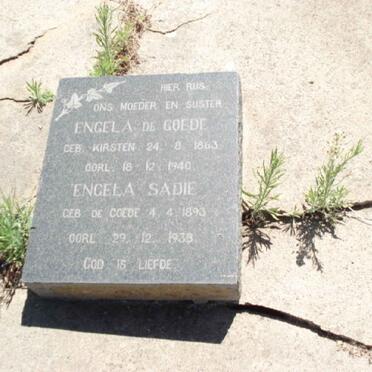 HIER RUS
ONS MOEDER EN SUSTER
ENGELA DE GOEDE
GEB. KIRSTEN 24. 8. 1863
OORL. 18. 12. 1940.
ENGELA SADIE
GEB DE GOEDE 4. 4. 1893
OORL. 29. 12. 1938.
GOD IS LIEFDE